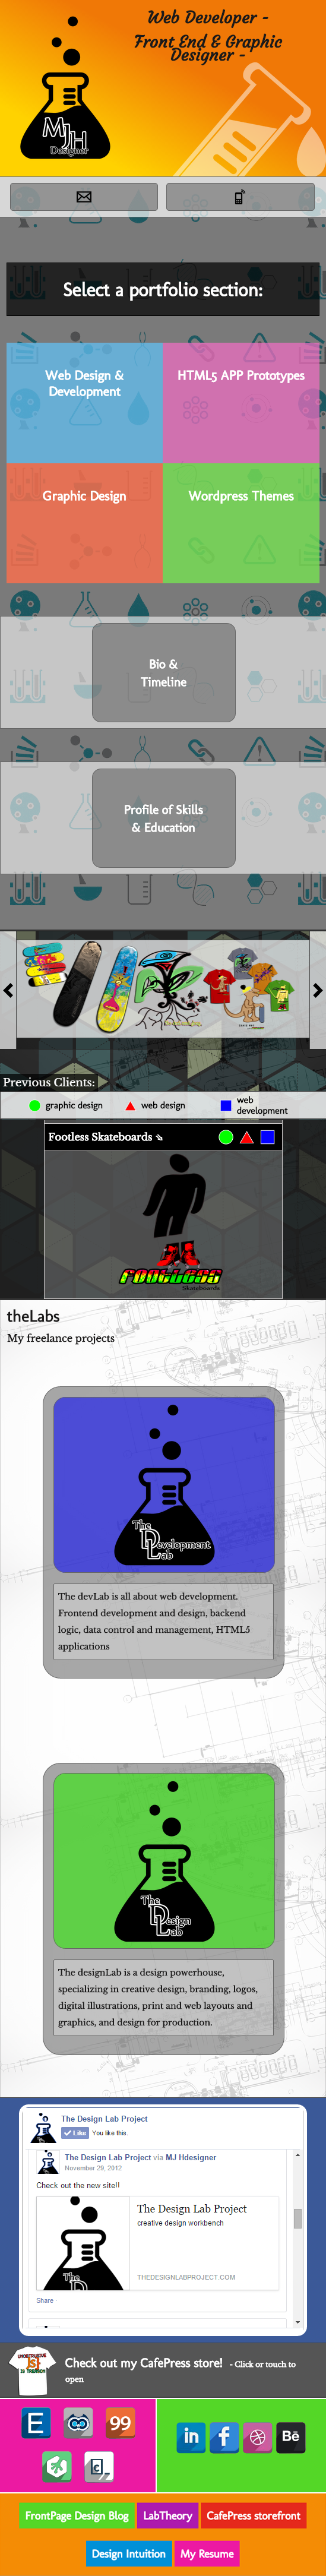 Web Developer -
Front End & Graphic
Designer -
MJH
Designer
Select a portfolio section:
Web Design &
Development
HTML5 APP Prototypes
Graphic Design
Wordpress Themes
Bio &
Timeline
Profile of Skills
& Education
Previous Clients:
graphic design
web design
web
development
Footless Skateboards
FOOTLESS
Skateboards
theLabs
My freelance projects
The
Development
Lab
The devLab is all about web development.
Frontend development and design, backend
logic, data control and management, HTML5
applications
The
Design
Lab
The designLab is a design powerhouse,
specializing in creative design, branding, logos,
digital illustrations, print and web layouts and
graphics, and design for production.
The Design Lab Project
Like You like this.
The Design Lab Project via MJ Hdesigner
November 29, 2012
Check out the new site!!
The Design Lab Project
creative design workbench
THEDESIGNLABPROJECT.COM
Share ·
Check out my CafePress store! - Click or touch to
open
E
99
in
f
Bē
FrontPage Design Blog
LabTheory
CafePress storefront
Design Intuition
My Resume